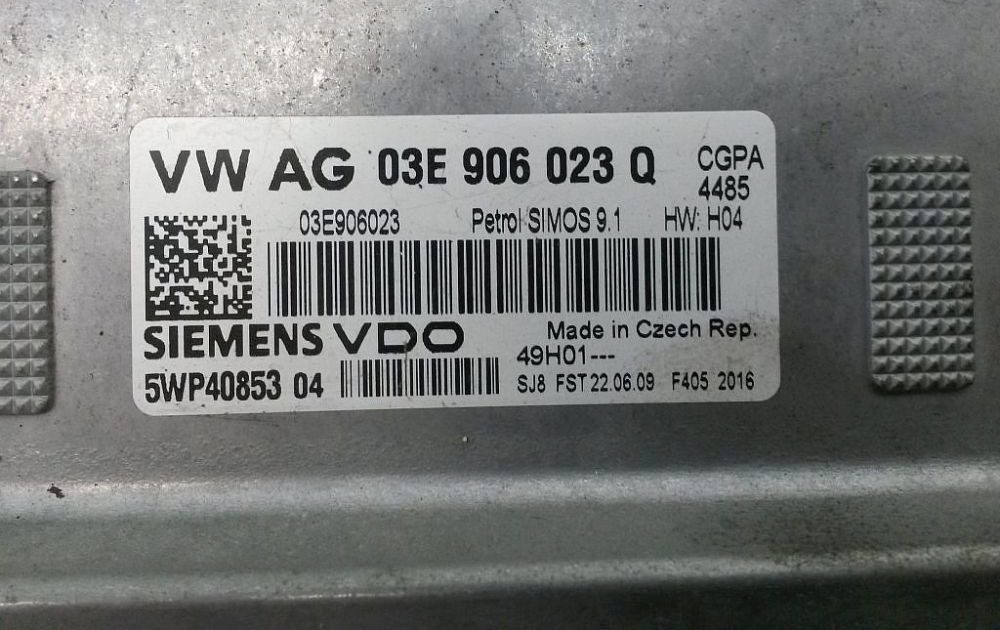 VW AG 03E 906 023 Q CGPA
4485
03E906023 Petrol SIMOS 9.1 HW: H04
SIEMENS VDO Made in Czech Rep.
49H01---
5WP40853 04 SJ8 FST 22.06.09 F405 2016